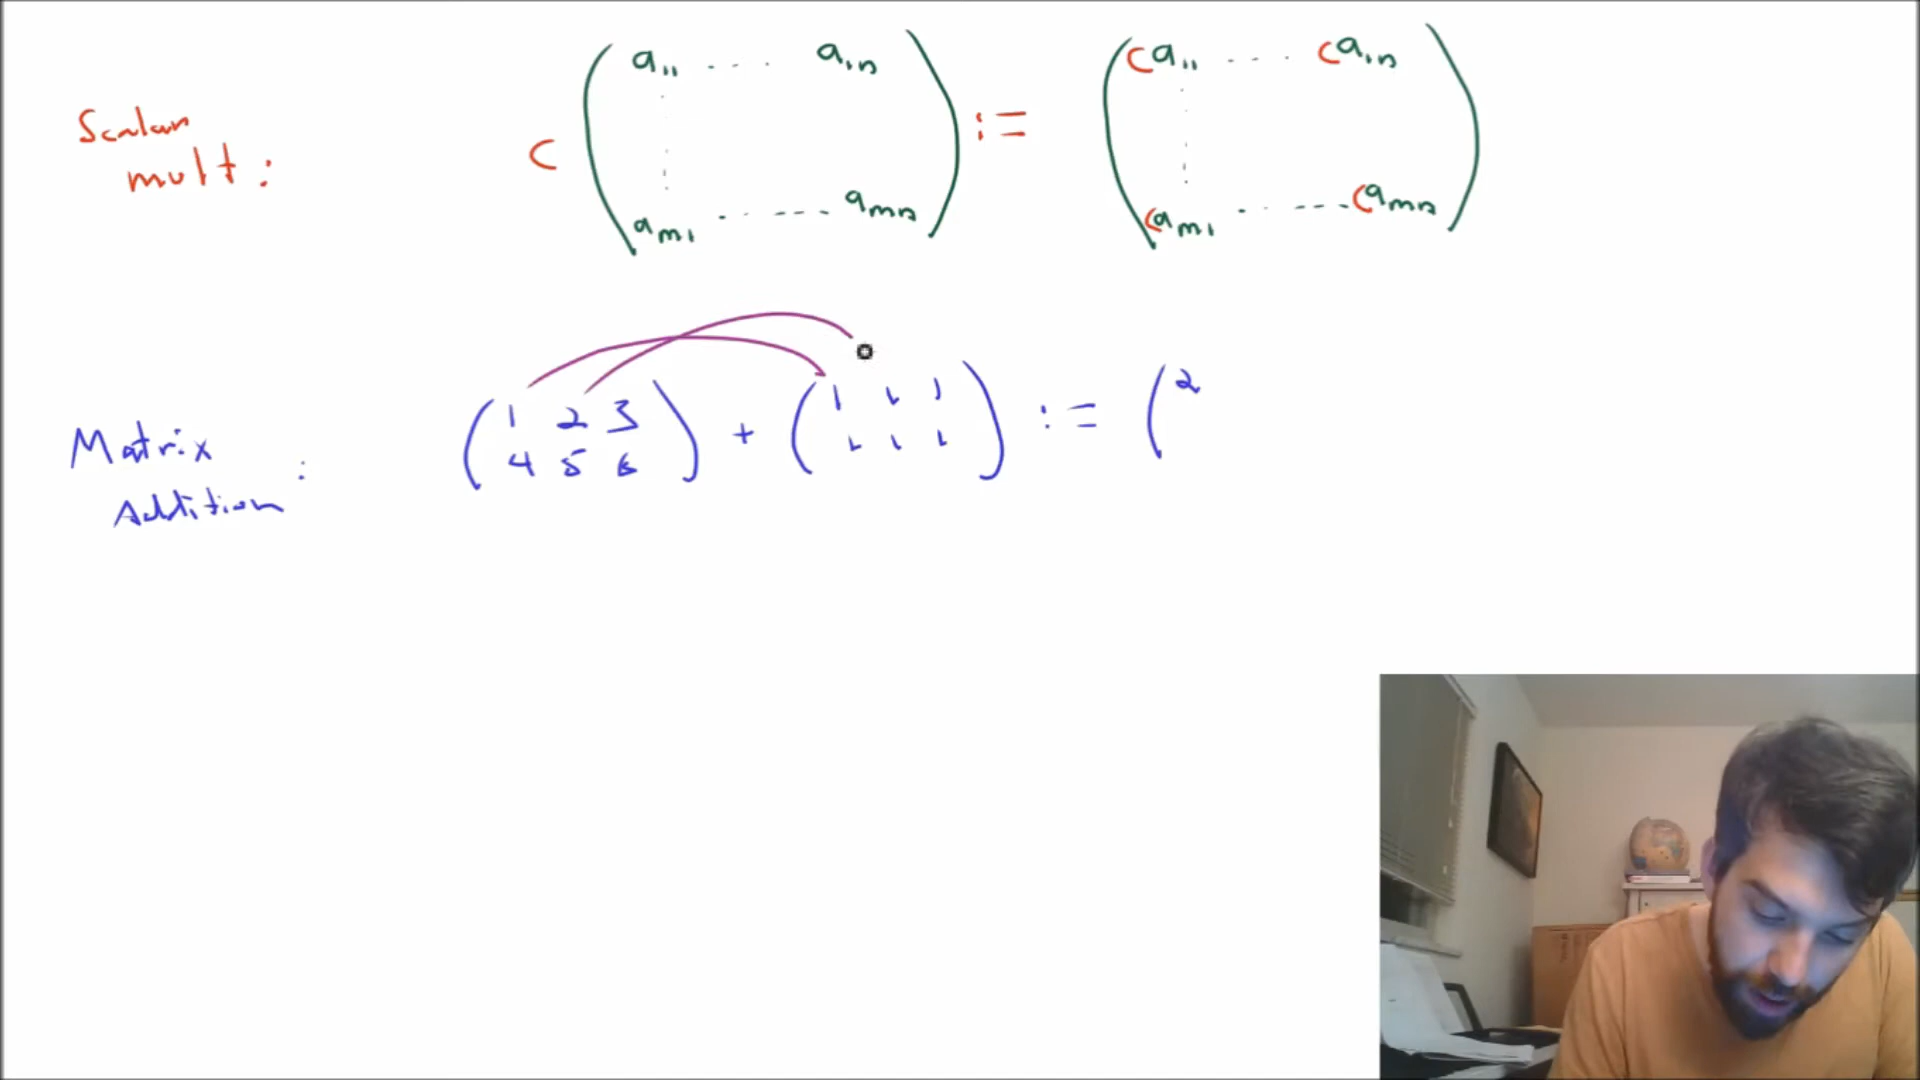 Scalar
mult:
c ( a11 ..... a1n ) := ( ca11 ..... ca1n )
am1 ..... amn cam1 ..... camn
Matrix
Addition :
( 1 2 3 ) + ( 1 1 1 ) := ( 2
4 5 6 1 1 1